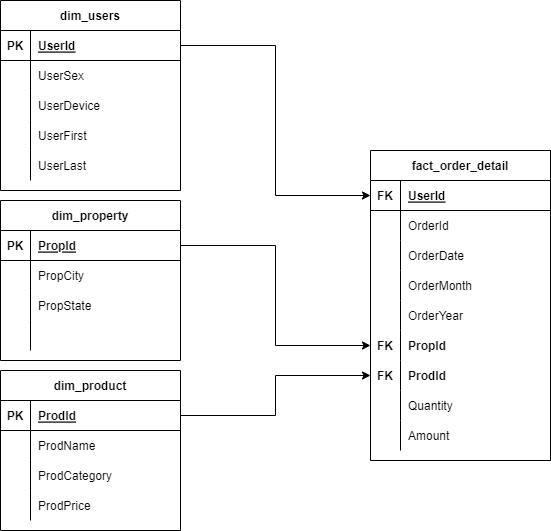 dim_users
PK UserId
UserSex
UserDevice
UserFirst
UserLast
dim_property
PK PropId
PropCity
PropState
dim_product
PK ProdId
ProdName
ProdCategory
ProdPrice
fact_order_detail
FK UserId
OrderId
OrderDate
OrderMonth
OrderYear
FK PropId
FK ProdId
Quantity
Amount